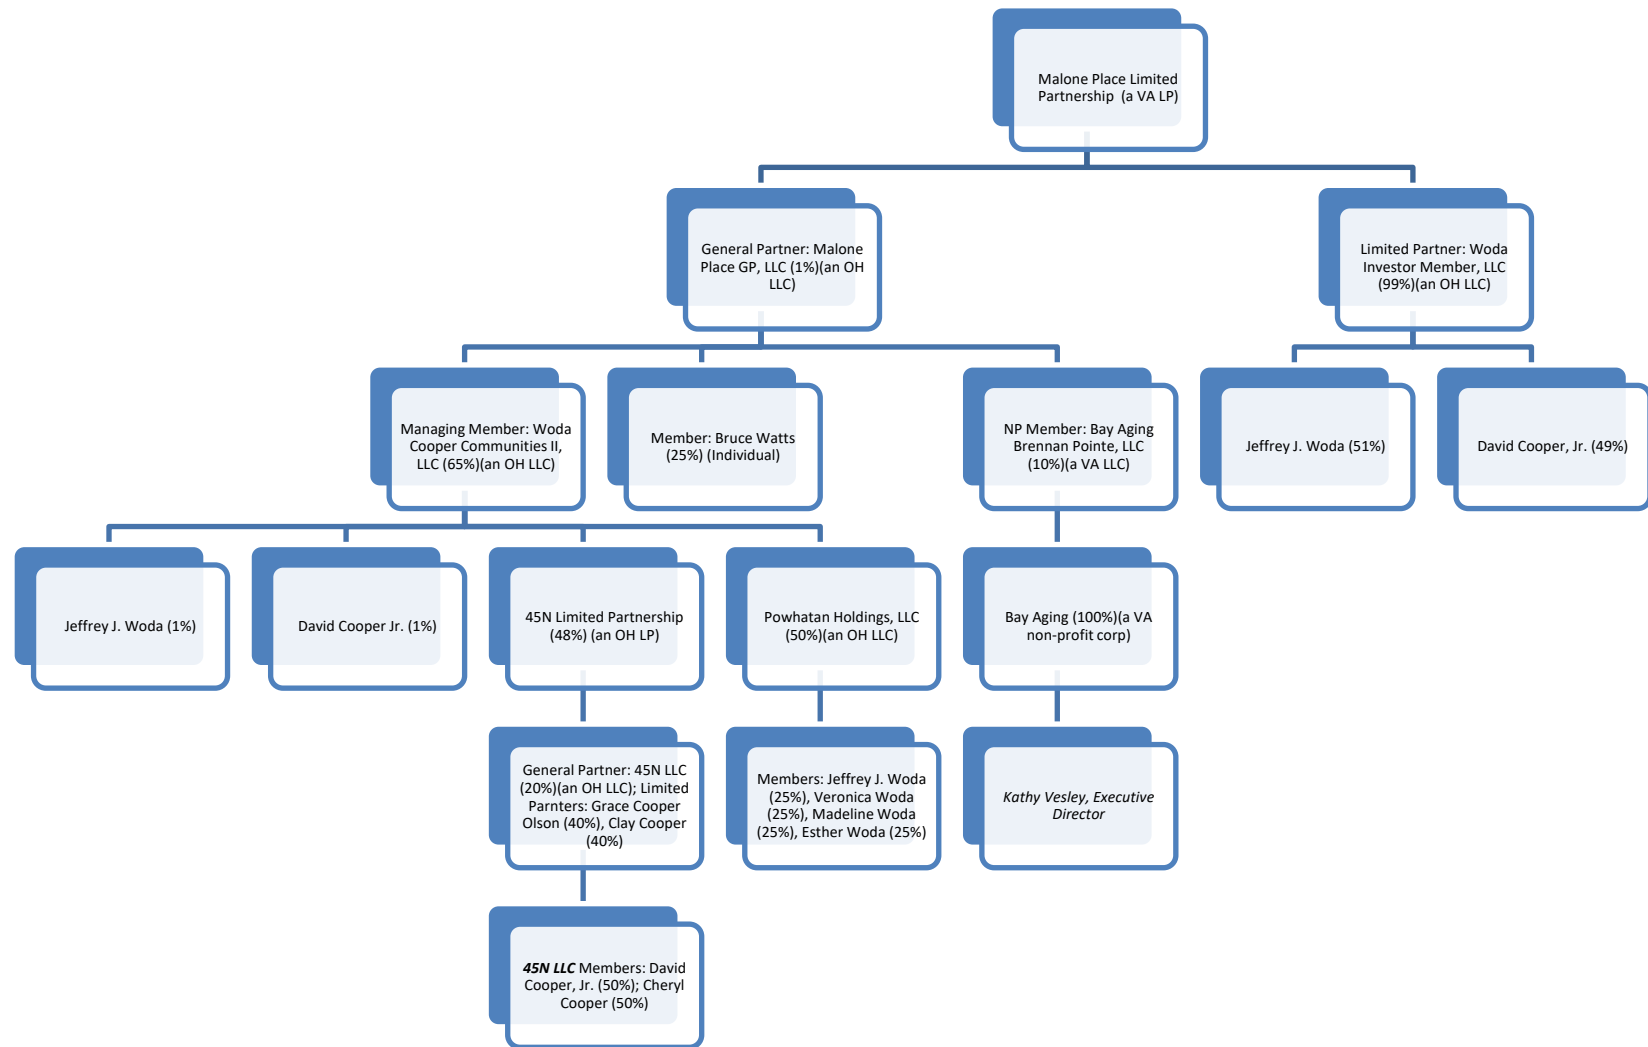 Malone Place Limited
Partnership  (a VA LP)
General Partner: Malone
Place GP, LLC (1%)(an OH
LLC)
Limited Partner: Woda
Investor Member, LLC
(99%)(an OH LLC)
Managing Member: Woda
Cooper Communities II,
LLC (65%)(an OH LLC)
Member: Bruce Watts
(25%) (Individual)
NP Member: Bay Aging
Brennan Pointe, LLC
(10%)(a VA LLC)
Jeffrey J. Woda (51%)
David Cooper, Jr. (49%)
Jeffrey J. Woda (1%)
David Cooper Jr. (1%)
45N Limited Partnership
(48%) (an OH LP)
Powhatan Holdings, LLC
(50%)(an OH LLC)
Bay Aging (100%)(a VA
non-profit corp)
General Partner: 45N LLC
(20%)(an OH LLC); Limited
Parnters: Grace Cooper
Olson (40%), Clay Cooper
(40%)
Members: Jeffrey J. Woda
(25%), Veronica Woda
(25%), Madeline Woda
(25%), Esther Woda (25%)
Kathy Vesley, Executive
Director
45N LLC Members: David
Cooper, Jr. (50%); Cheryl
Cooper (50%)